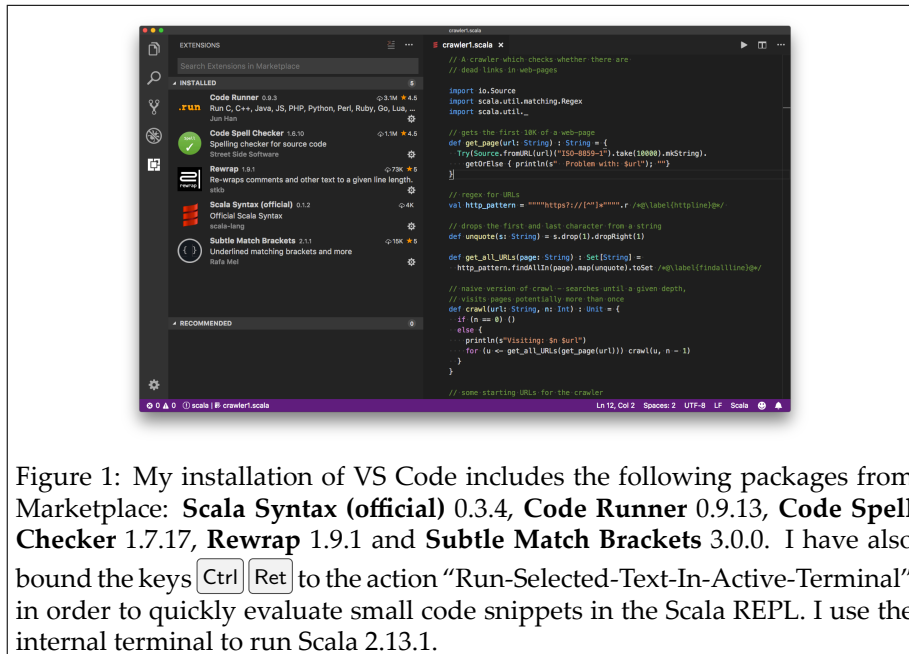 crawler1.scala
EXTENSIONS
Search Extensions in Marketplace
INSTALLED 5
Code Runner 0.9.3 3.1M ★4.5
Run C, C++, Java, JS, PHP, Python, Perl, Ruby, Go, Lua, ...
Jun Han
.run
Code Spell Checker 1.6.10 1.1M ★4.5
Spelling checker for source code
Street Side Software
Rewrap 1.9.1 73K ★5
Re-wraps comments and other text to a given line length.
stkb
rewrap
Scala Syntax (official) 0.1.2 4K
Official Scala Syntax
scala-lang
Subtle Match Brackets 2.1.1 16K ★5
Underlined matching brackets and more
Rafa Mel
RECOMMENDED 0
crawler1.scala ×
// A crawler which checks whether there are
// dead links in web-pages
import io.Source
import scala.util.matching.Regex
import scala.util._
// gets the first 10K of a web-page
def get_page(url: String) : String = {
Try(Source.fromURL(url)("ISO-8859-1").take(10000).mkString).
getOrElse { println(s" Problem with: $url"); ""}
}
// regex for URLs
val http_pattern = """"https?://[^"]*"""".r /*@\label{httpline}@*/
// drops the first and last character from a string
def unquote(s: String) = s.drop(1).dropRight(1)
def get_all_URLs(page: String) : Set[String] =
http_pattern.findAllIn(page).map(unquote).toSet /*@\label{findallline}@*/
// naive version of crawl - searches until a given depth,
// visits pages potentially more than once
def crawl(url: String, n: Int) : Unit = {
if (n == 0) ()
else {
println(s"Visiting: $n $url")
for (u <- get_all_URLs(get_page(url))) crawl(u, n - 1)
}
}
// some starting URLs for the crawler
0 0 scala | crawler1.scala Ln 12, Col 2 Spaces: 2 UTF-8 LF Scala
Figure 1: My installation of VS Code includes the following packages from
Marketplace: Scala Syntax (official) 0.3.4, Code Runner 0.9.13, Code Spell
Checker 1.7.17, Rewrap 1.9.1 and Subtle Match Brackets 3.0.0. I have also
bound the keys Ctrl Ret to the action “Run-Selected-Text-In-Active-Terminal”
in order to quickly evaluate small code snippets in the Scala REPL. I use the
internal terminal to run Scala 2.13.1.